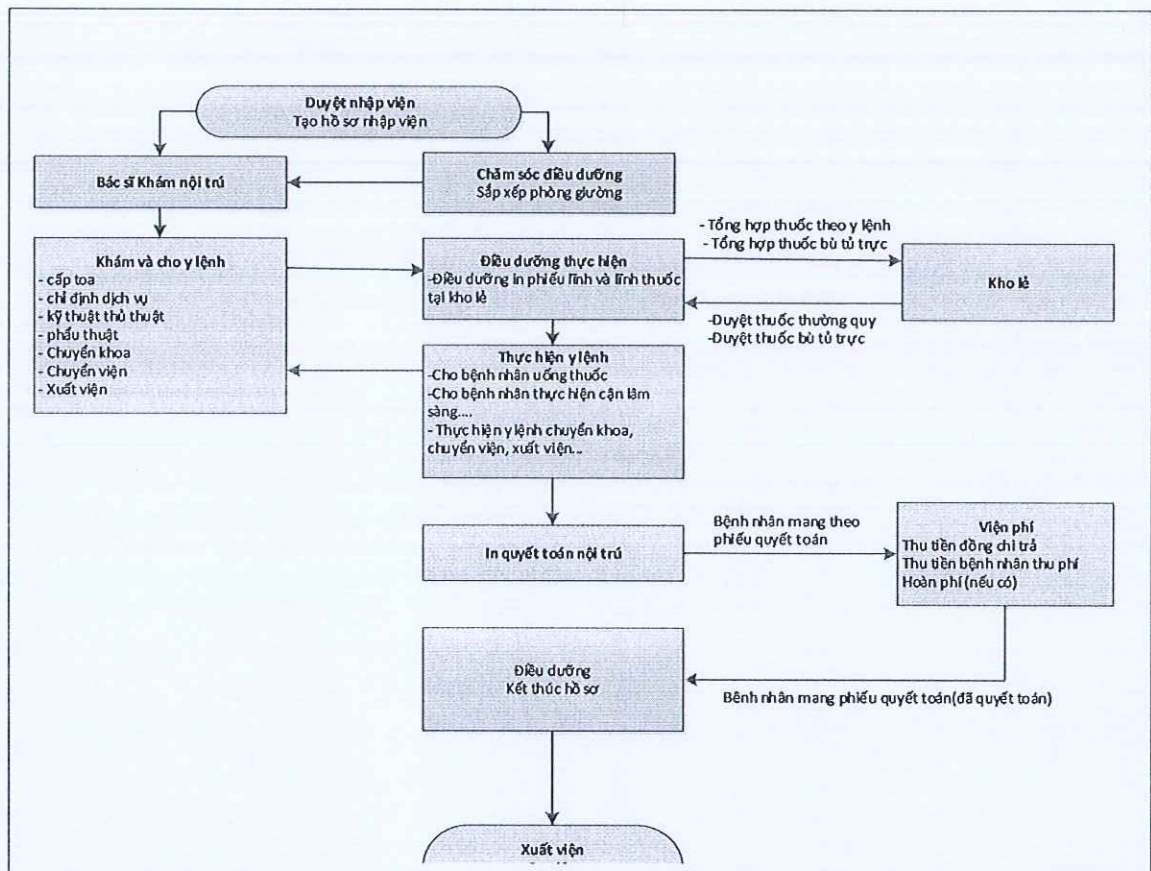 Duyệt nhập viện
Tạo hồ sơ nhập viện
Bác sĩ Khám nội trú
Chăm sóc điều dưỡng
Sắp xếp phòng giường
Khám và cho y lệnh
- cấp toa
- chỉ định dịch vụ
- kỹ thuật thủ thuật
- phẩu thuật
- Chuyển khoa
- Chuyển viện
- Xuất viện
Điều dưỡng thực hiện
-Điều dưỡng in phiếu lĩnh và lĩnh thuốc
tại kho lẻ
- Tổng hợp thuốc theo y lệnh
- Tổng hợp thuốc bù tủ trực
Kho lẻ
-Duyệt thuốc thường quy
-Duyệt thuốc bù tủ trực
Thực hiện y lệnh
-Cho bệnh nhân uống thuốc
-Cho bệnh nhân thực hiện cận lâm
sàng....
- Thực hiện y lệnh chuyển khoa,
chuyển viện, xuất viện...
In quyết toán nội trú
Bệnh nhân mang theo
phiếu quyết toán
Viện phí
Thu tiền đồng chi trả
Thu tiền bệnh nhân thu phí
Hoàn phí (nếu có)
Điều dưỡng
Kết thúc hồ sơ
Bệnh nhân mang phiếu quyết toán(đã quyết toán)
Xuất viện